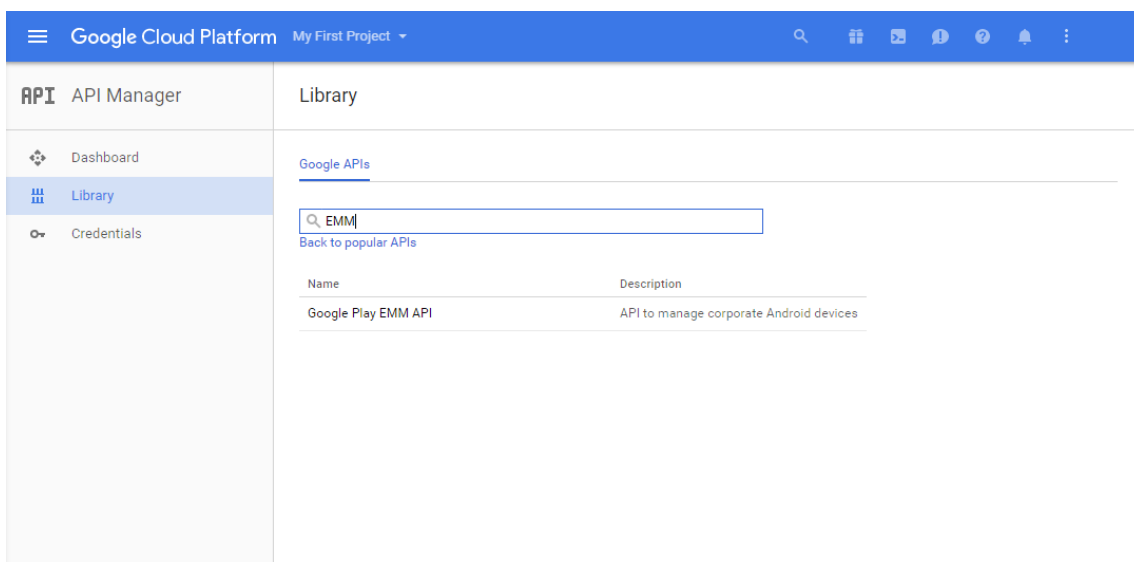 Google Cloud Platform My First Project
API API Manager
Library
Dashboard
Library
Credentials
Google APIs
EMM
Back to popular APIs
Name Description
Google Play EMM API API to manage corporate Android devices